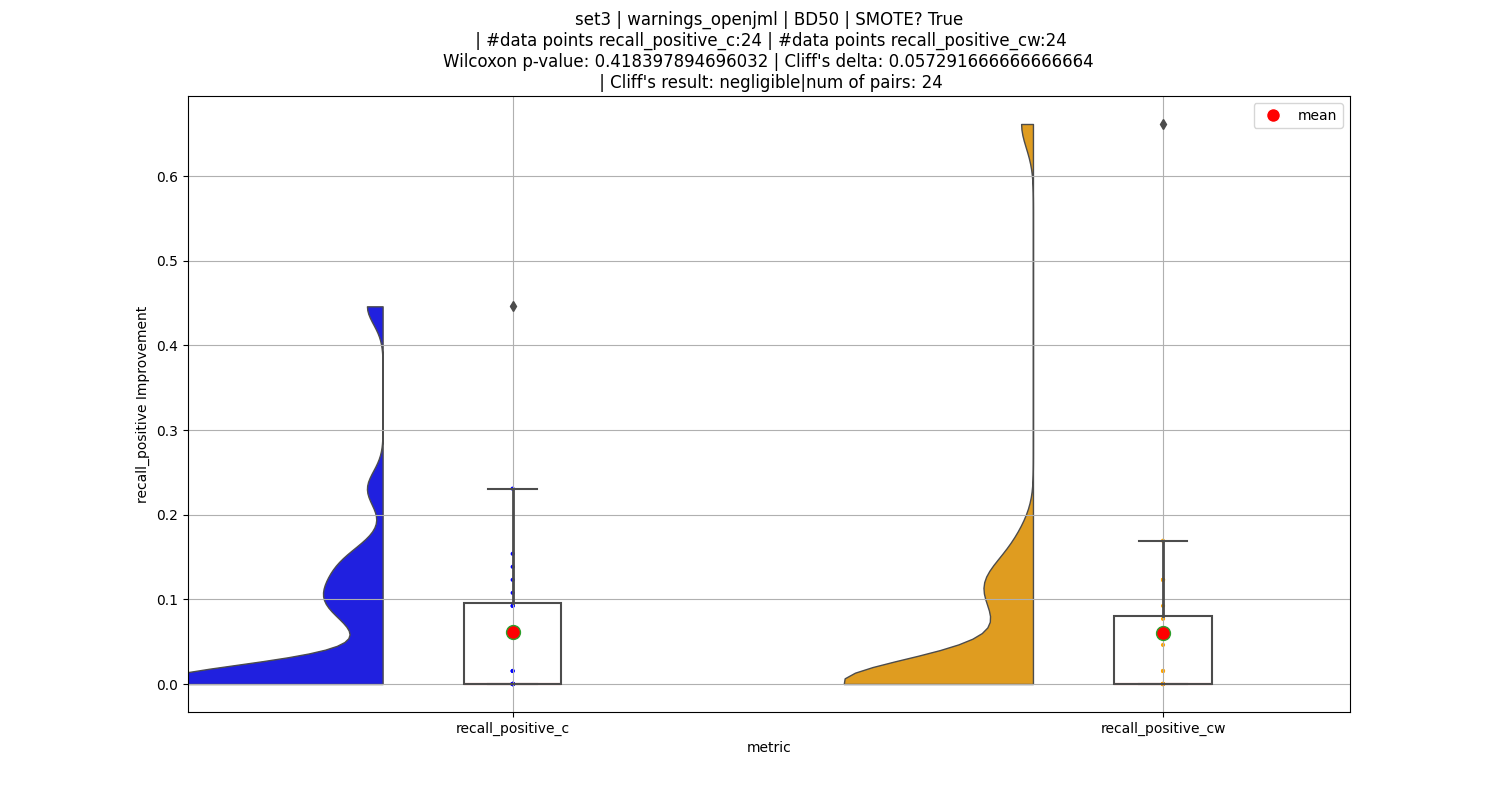 set3 | warnings_openjml | BD50 | SMOTE? True
| #data points recall_positive_c:24 | #data points recall_positive_cw:24
Wilcoxon p-value: 0.418397894696032 | Cliff's delta: 0.057291666666666664
| Cliff's result: negligible|num of pairs: 24
mean
0.6
0.5
0.4
0.3
0.2
0.1
0.0
recall_positive Improvement
recall_positive_c
recall_positive_cw
metric